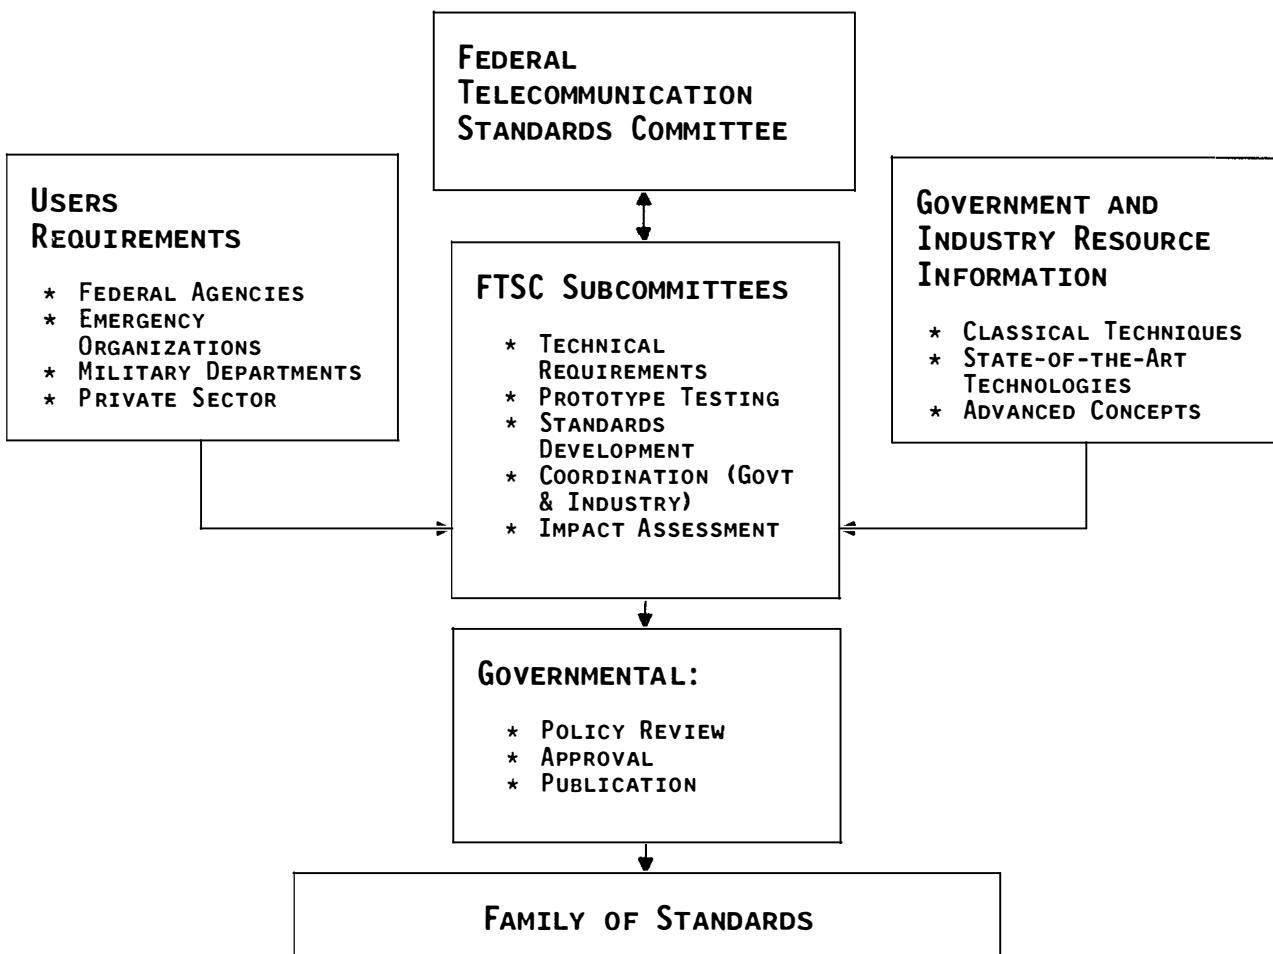 Federal
Telecommunication
Standards Committee
Users
Requirements
* Federal Agencies
* Emergency
Organizations
* Military Departments
* Private Sector
FTSC Subcommittees
* Technical
Requirements
* Prototype Testing
* Standards
Development
* Coordination (Govt
& Industry)
* Impact Assessment
Government and
Industry Resource
Information
* Classical Techniques
* State-of-the-Art
Technologies
* Advanced Concepts
Governmental:
* Policy Review
* Approval
* Publication
Family of Standards